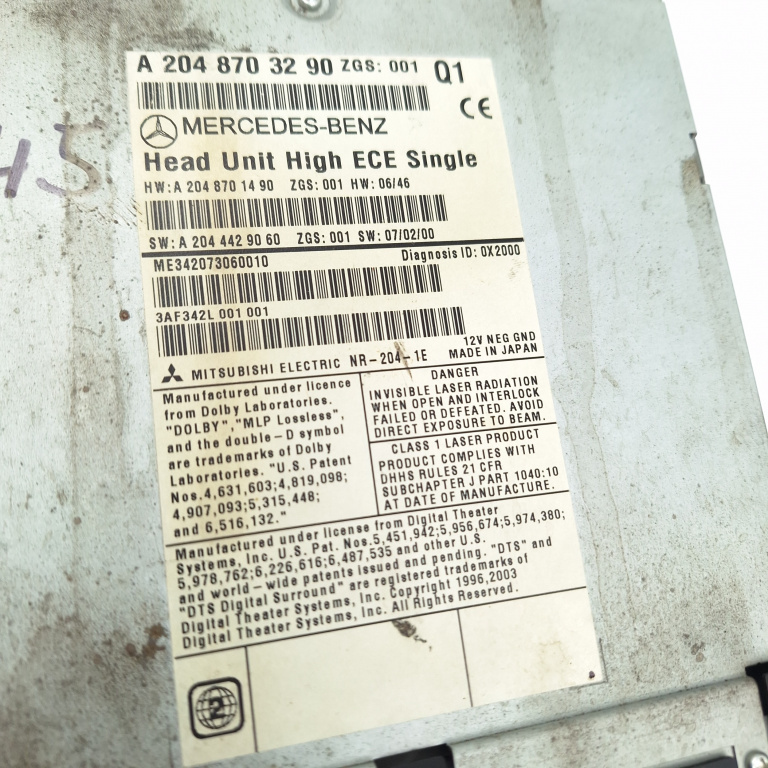 A 204 870 32 90 ZGS: 001 Q1
CE
MERCEDES-BENZ
Head Unit High ECE Single
HW: A 204 870 14 90 ZGS: 001 HW: 06/46
SW: A 204 442 90 60 ZGS: 001 SW: 07/02/00
ME342073060010 Diagnosis ID: 0X2000
3AF342L 001 001
12V NEG GND
MITSUBISHI ELECTRIC NR-204-1E MADE IN JAPAN
Manufactured under licence
from Dolby Laboratories.
"DOLBY", "MLP Lossless",
and the double-D symbol
are trademarks of Dolby
Laboratories. "U.S. Patent
Nos.4,631,603;4,819,098;
4,907,093;5,315,448;
and 6,516,132."
DANGER
INVISIBLE LASER RADIATION
WHEN OPEN AND INTERLOCK
FAILED OR DEFEATED. AVOID
DIRECT EXPOSURE TO BEAM.
CLASS 1 LASER PRODUCT
PRODUCT COMPLIES WITH
DHHS RULES 21 CFR
SUBCHAPTER J PART 1040:10
AT DATE OF MANUFACTURE.
Manufactured under license from Digital Theater
Systems, Inc. U.S. Pat. Nos.5,451,942;5,956,674;5,974,380;
5,978,762;6,226,616;6,487,535 and other U.S.
and world-wide patents issued and pending. "DTS" and
"DTS Digital Surround" are registered trademarks of
Digital Theater Systems, Inc. Copyright 1996,2003
Digital Theater Systems, Inc. All Rights Reserved.
2